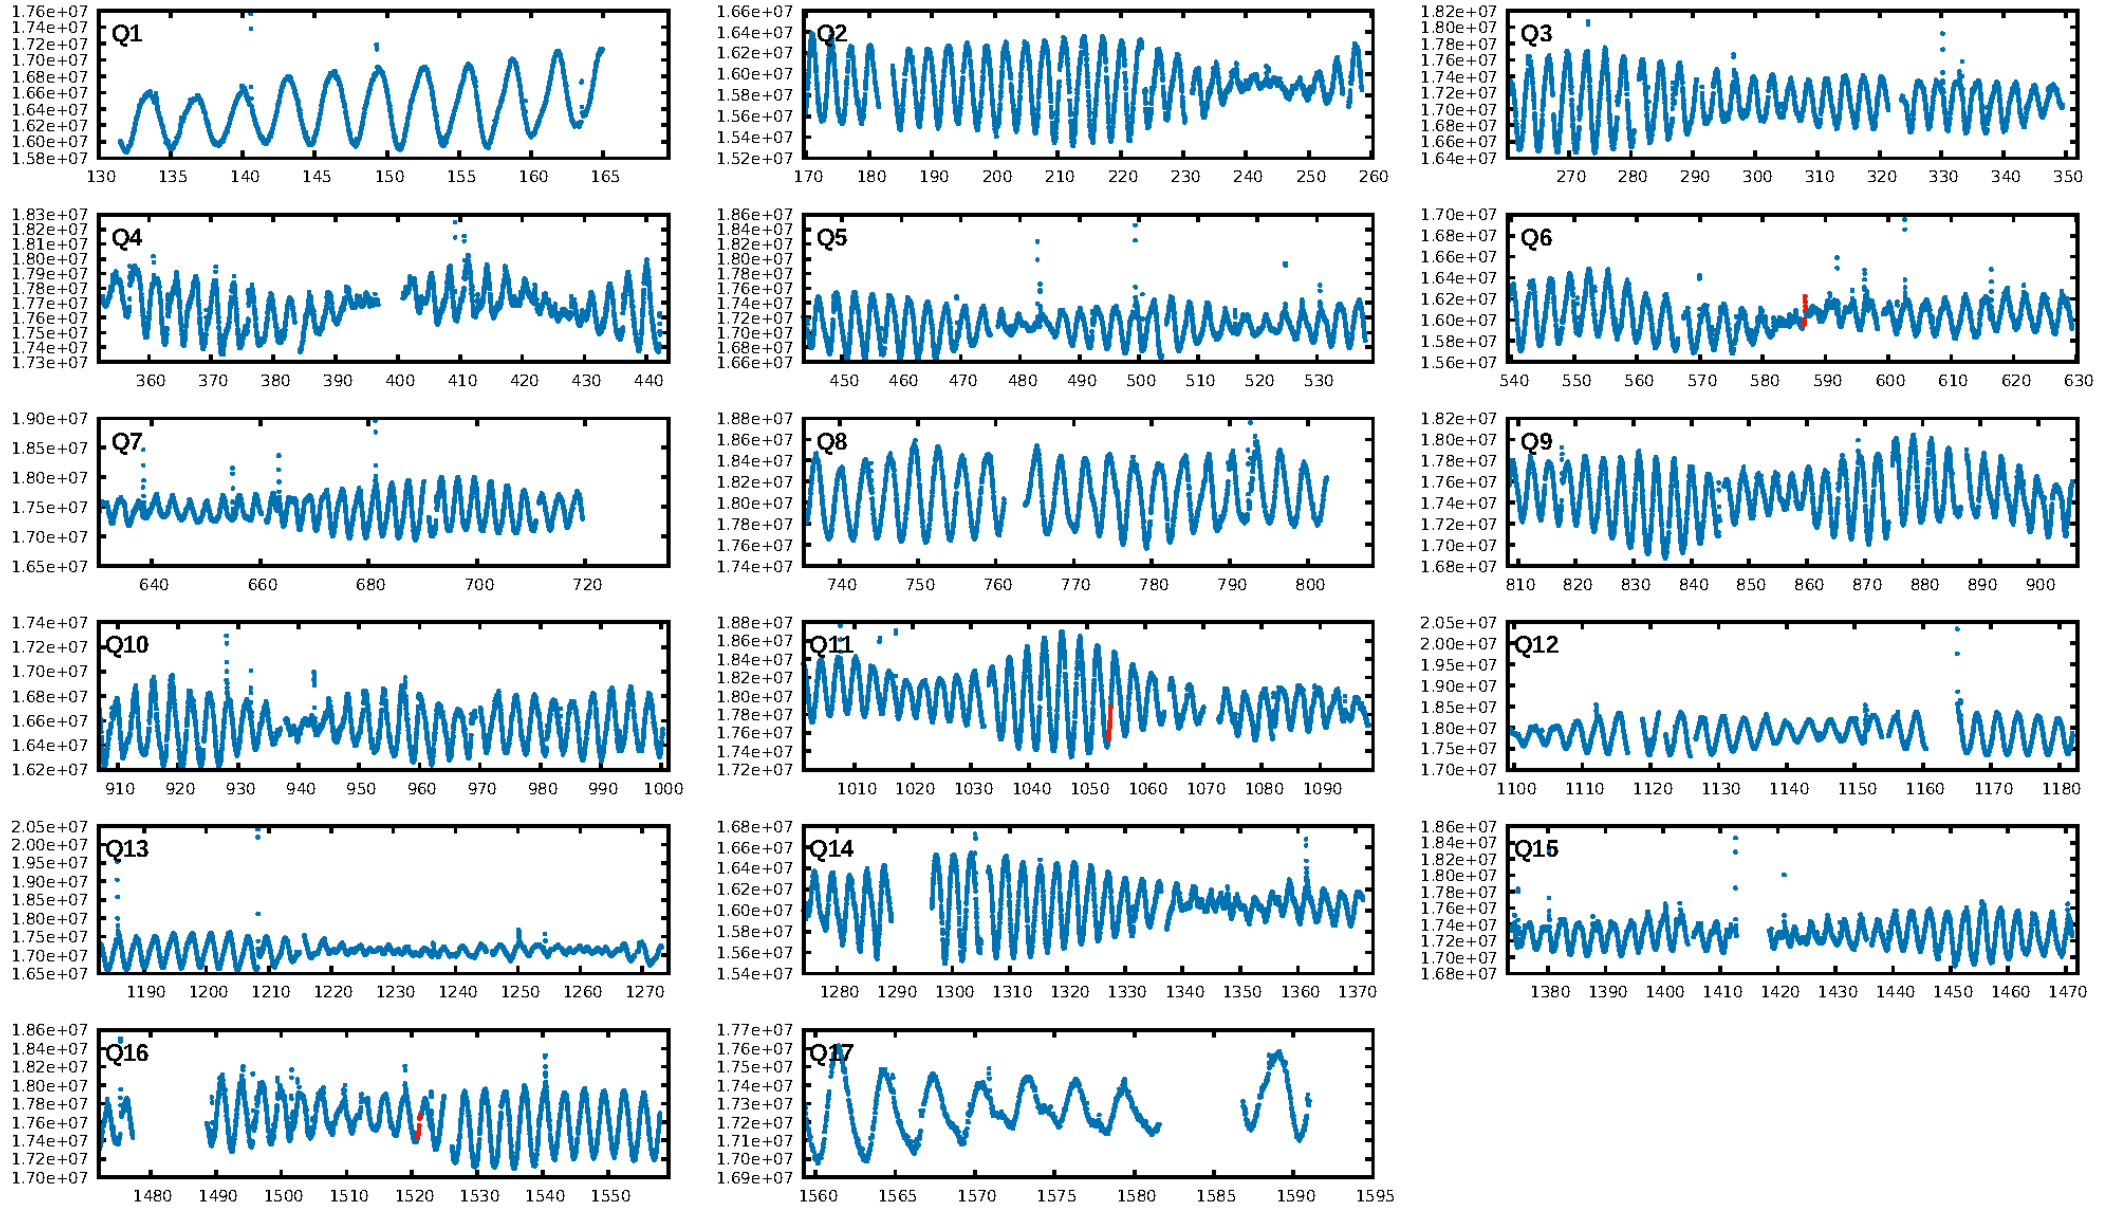 1.76e+07
1.74e+07
1.72e+07
1.70e+07
1.68e+07
1.66e+07
1.64e+07
1.62e+07
1.60e+07
1.58e+07
Q1
130 135 140 145 150 155 160 165
1.66e+07
1.64e+07
1.62e+07
1.60e+07
1.58e+07
1.56e+07
1.54e+07
1.52e+07
Q2
170 180 190 200 210 220 230 240 250 260
1.82e+07
1.80e+07
1.78e+07
1.76e+07
1.74e+07
1.72e+07
1.70e+07
1.68e+07
1.66e+07
1.64e+07
Q3
270 280 290 300 310 320 330 340 350
1.83e+07
1.82e+07
1.81e+07
1.80e+07
1.79e+07
1.78e+07
1.77e+07
1.76e+07
1.75e+07
1.74e+07
1.73e+07
Q4
360 370 380 390 400 410 420 430 440
1.86e+07
1.84e+07
1.82e+07
1.80e+07
1.78e+07
1.76e+07
1.74e+07
1.72e+07
1.70e+07
1.68e+07
1.66e+07
Q5
450 460 470 480 490 500 510 520 530
1.70e+07
1.68e+07
1.66e+07
1.64e+07
1.62e+07
1.60e+07
1.58e+07
1.56e+07
Q6
540 550 560 570 580 590 600 610 620 630
1.90e+07
1.85e+07
1.80e+07
1.75e+07
1.70e+07
1.65e+07
Q7
640 660 680 700 720
1.88e+07
1.86e+07
1.84e+07
1.82e+07
1.80e+07
1.78e+07
1.76e+07
1.74e+07
Q8
740 750 760 770 780 790 800
1.82e+07
1.80e+07
1.78e+07
1.76e+07
1.74e+07
1.72e+07
1.70e+07
1.68e+07
Q9
810 820 830 840 850 860 870 880 890 900
1.74e+07
1.72e+07
1.70e+07
1.68e+07
1.66e+07
1.64e+07
1.62e+07
Q10
910 920 930 940 950 960 970 980 990 1000
1.88e+07
1.86e+07
1.84e+07
1.82e+07
1.80e+07
1.78e+07
1.76e+07
1.74e+07
1.72e+07
Q11
1010 1020 1030 1040 1050 1060 1070 1080 1090
2.05e+07
2.00e+07
1.95e+07
1.90e+07
1.85e+07
1.80e+07
1.75e+07
1.70e+07
Q12
1100 1110 1120 1130 1140 1150 1160 1170 1180
2.05e+07
2.00e+07
1.95e+07
1.90e+07
1.85e+07
1.80e+07
1.75e+07
1.70e+07
1.65e+07
Q13
1190 1200 1210 1220 1230 1240 1250 1260 1270
1.68e+07
1.66e+07
1.64e+07
1.62e+07
1.60e+07
1.58e+07
1.56e+07
1.54e+07
Q14
1280 1290 1300 1310 1320 1330 1340 1350 1360 1370
1.86e+07
1.84e+07
1.82e+07
1.80e+07
1.78e+07
1.76e+07
1.74e+07
1.72e+07
1.70e+07
1.68e+07
Q15
1380 1390 1400 1410 1420 1430 1440 1450 1460 1470
1.86e+07
1.84e+07
1.82e+07
1.80e+07
1.78e+07
1.76e+07
1.74e+07
1.72e+07
1.70e+07
Q16
1480 1490 1500 1510 1520 1530 1540 1550
1.77e+07
1.76e+07
1.75e+07
1.74e+07
1.73e+07
1.72e+07
1.71e+07
1.70e+07
1.69e+07
Q17
1560 1565 1570 1575 1580 1585 1590 1595